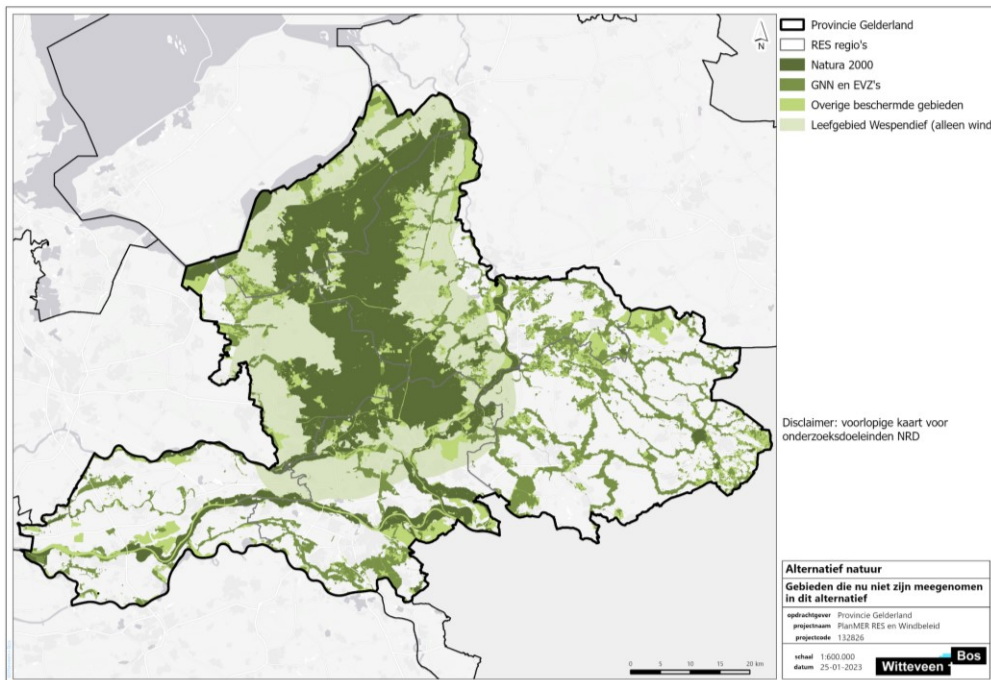 N
Provincie Gelderland
RES regio's
Natura 2000
GNN en EVZ's
Overige beschermde gebieden
Leefgebied Wespendief (alleen wind
Disclaimer: voorlopige kaart voor
onderzoeksdoeleinden NRD
Alternatief natuur
Gebieden die nu niet zijn meegenomen
in dit alternatief
opdrachtgever Provincie Gelderland
projectnaam PlanMER RES en Windbeleid
projectcode 132826
schaal 1:600.000
datum 25-01-2023
Witteveen + Bos
0 5 10 15 20 km